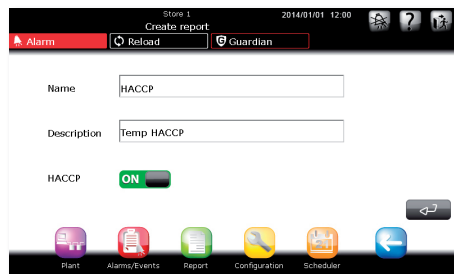 Store 1
2014/01/01 12:00
Create report
Alarm
Reload
Guardian
Name
HACCP
Description
Temp HACCP
HACCP
ON
Plant
Alarms/Events
Report
Configuration
Scheduler